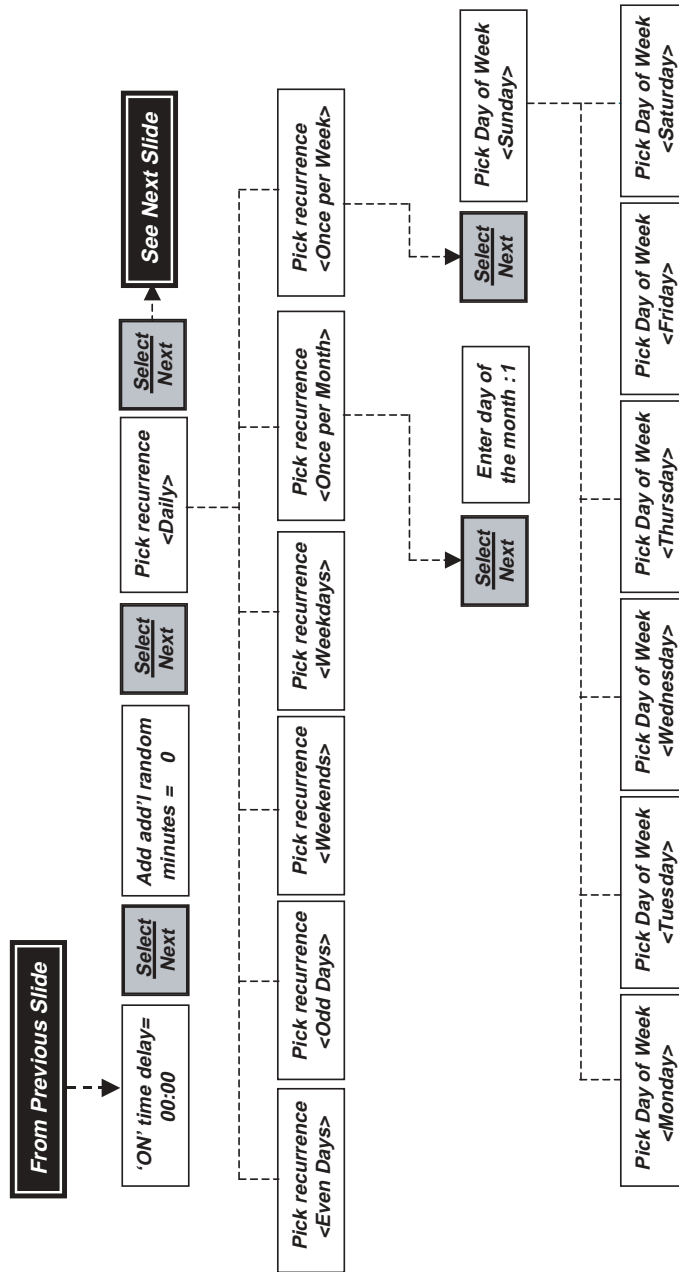 From Previous Slide
'ON' time delay=
00:00
Select
Next
Add add'l random
minutes = 0
Select
Next
Pick recurrence
<Daily>
Select
Next
See Next Slide
Pick recurrence
<Even Days>
Pick recurrence
<Odd Days>
Pick recurrence
<Weekends>
Pick recurrence
<Weekdays>
Pick recurrence
<Once per Month>
Pick recurrence
<Once per Week>
Select
Next
Enter day of
the month : 1
Select
Next
Pick Day of Week
<Sunday>
Pick Day of Week
<Monday>
Pick Day of Week
<Tuesday>
Pick Day of Week
<Wednesday>
Pick Day of Week
<Thursday>
Pick Day of Week
<Friday>
Pick Day of Week
<Saturday>